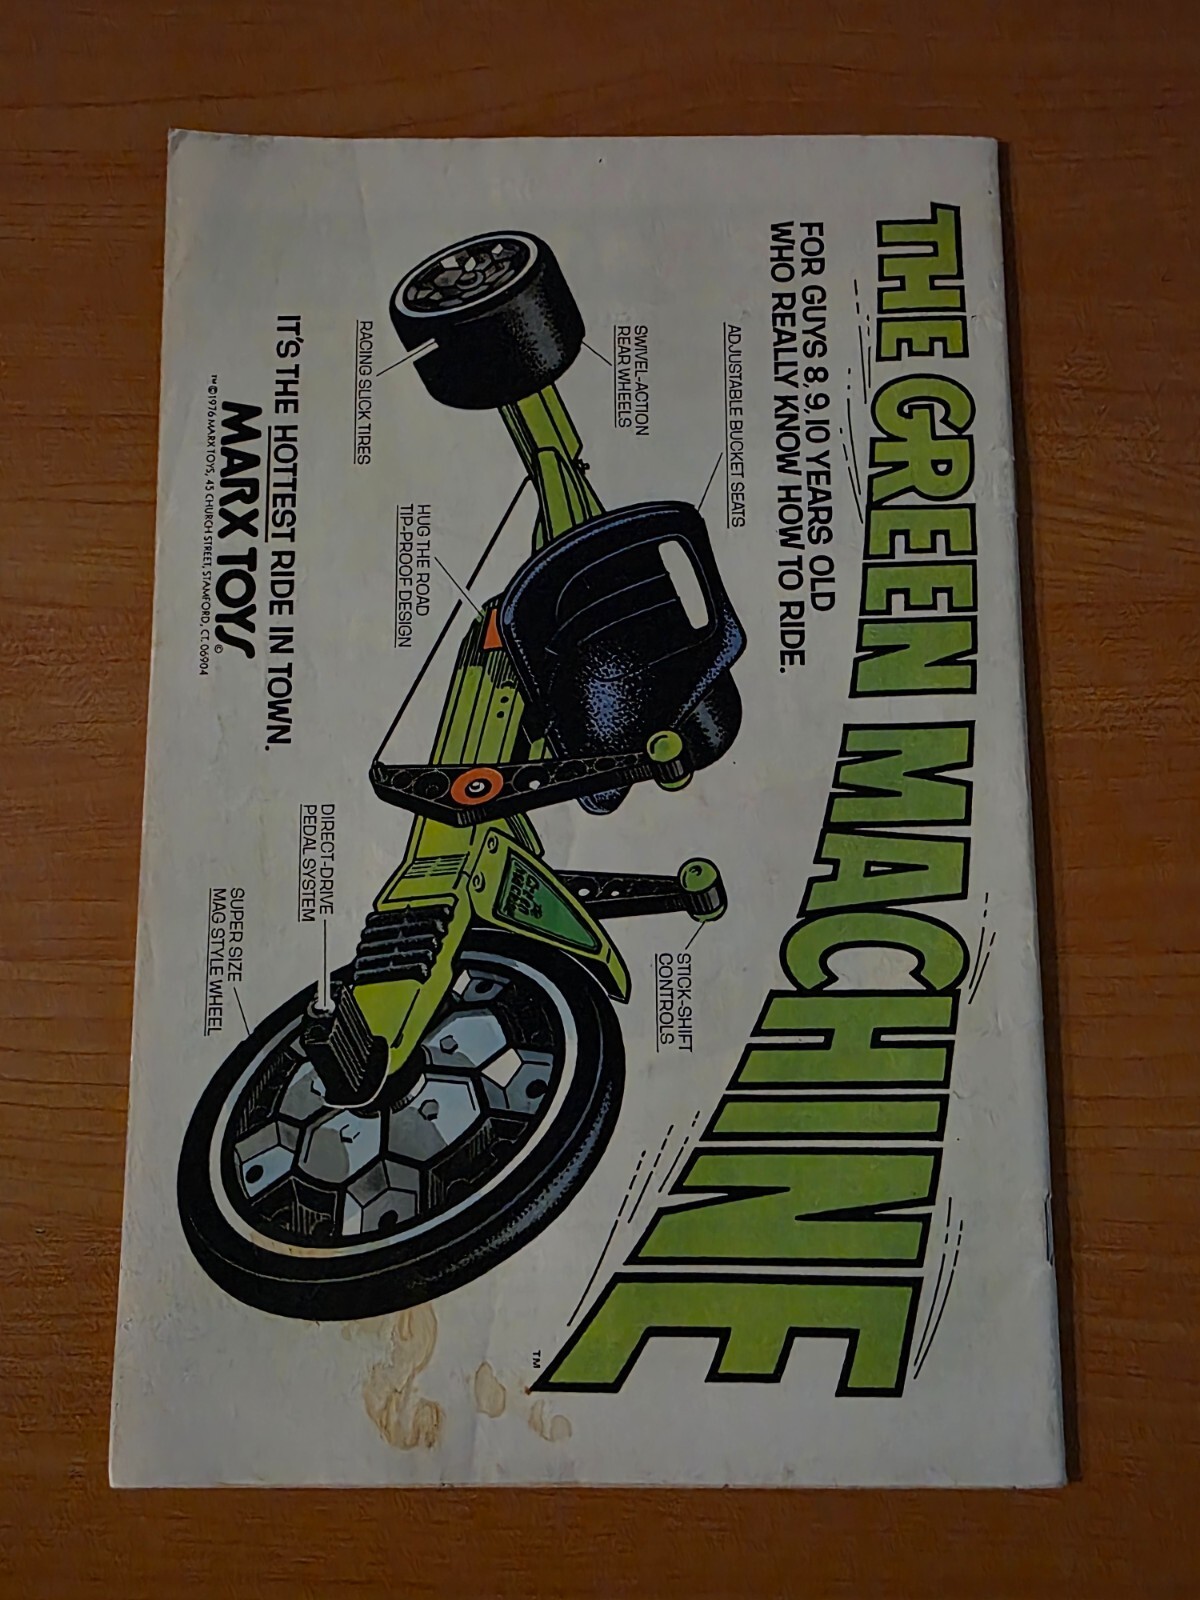 THE GREEN MACHINE
TM
FOR GUYS 8, 9, 10 YEARS OLD
WHO REALLY KNOW HOW TO RIDE.
ADJUSTABLE BUCKET SEATS
SWIVEL-ACTION
REAR WHEELS
STICK-SHIFT
CONTROLS
HUG THE ROAD
TIP-PROOF DESIGN
RACING SLICK TIRES
DIRECT-DRIVE
PEDAL SYSTEM
SUPER SIZE
MAG STYLE WHEEL
IT'S THE HOTTEST RIDE IN TOWN.
MARX TOYS©
™©1976 MARX TOYS, 45 CHURCH STREET, STAMFORD, CT. 06904